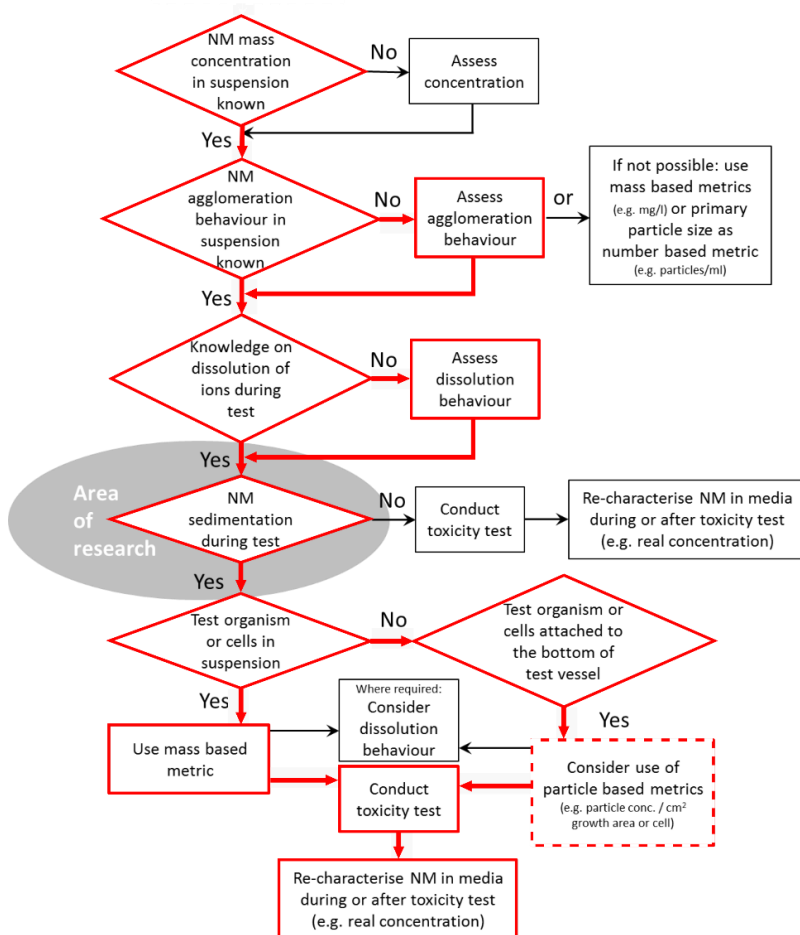 NM mass
concentration
in suspension
known
No
Assess
concentration
Yes
NM
agglomeration
behaviour in
suspension
known
No
Assess
agglomeration
behaviour
or
If not possible: use
mass based metrics
(e.g. mg/l) or primary
particle size as
number based metric
(e.g. particles/ml)
Yes
Knowledge on
dissolution of
ions during
test
No
Assess
dissolution
behaviour
Yes
Area
of
research
NM
sedimentation
during test
No
Conduct
toxicity test
Re-characterise NM in media
during or after toxicity test
(e.g. real concentration)
Yes
Test organism
or cells in
suspension
No
Test organism or
cells attached to
the bottom of
test vessel
Yes
Where required:
Consider
dissolution
behaviour
Yes
Use mass based
metric
Conduct
toxicity test
Consider use of
particle based metrics
(e.g. particle conc. / cm²
growth area or cell)
Re-characterise NM in media
during or after toxicity test
(e.g. real concentration)